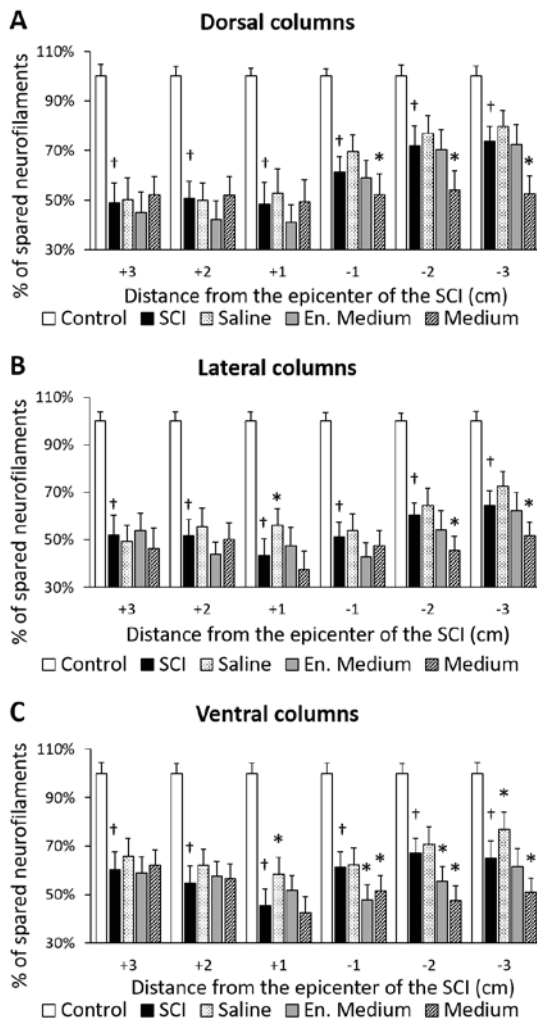 A
Dorsal columns
% of spared neurofilaments
110%
90%
70%
50%
30%
†
†
†
†
*
†
*
†
*
+3 +2 +1 -1 -2 -3
Distance from the epicenter of the SCI (cm)
Control SCI Saline En. Medium Medium
B
Lateral columns
% of spared neurofilaments
110%
90%
70%
50%
30%
†
†
†
*
†
†
*
†
*
+3 +2 +1 -1 -2 -3
Distance from the epicenter of the SCI (cm)
Control SCI Saline En. Medium Medium
C
Ventral columns
% of spared neurofilaments
110%
90%
70%
50%
30%
†
†
†
*
†
*
*
†
*
*
†
*
*
+3 +2 +1 -1 -2 -3
Distance from the epicenter of the SCI (cm)
Control SCI Saline En. Medium Medium